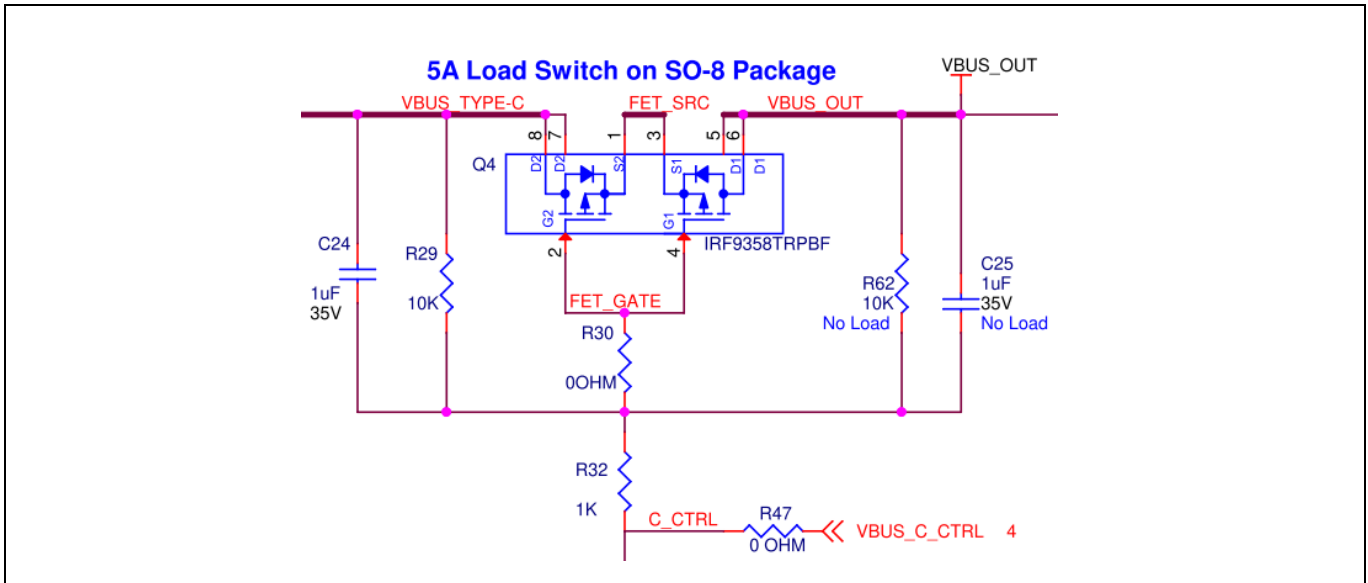 5A Load Switch on SO-8 Package
VBUS_OUT
VBUS_TYPE-C
FET_SRC
VBUS_OUT
8
7
1
3
5
6
Q4
D2
D2
S2
S1
D1
D1
G2
G1
IRF9358TRPBF
2
4
C24
1uF
35V
R29
10K
FET_GATE
R30
0OHM
R62
10K
No Load
C25
1uF
35V
No Load
R32
1K
C_CTRL
R47
0 OHM
VBUS_C_CTRL 4